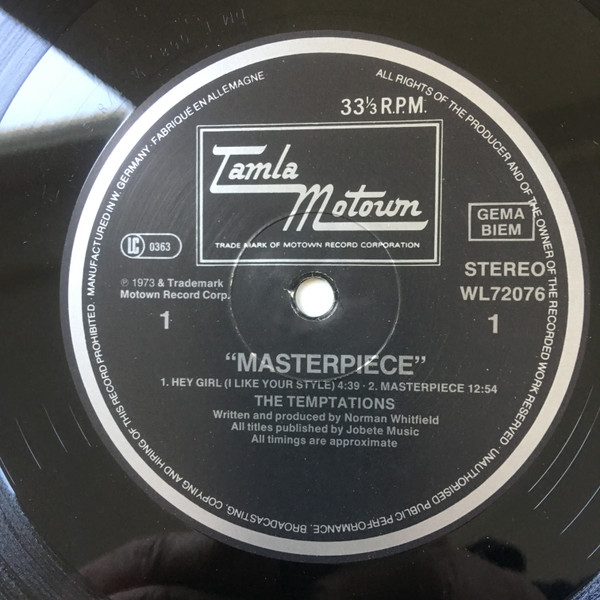 MANUFACTURED IN W. GERMANY · FABRIQUÉ EN ALLEMAGNE
ALL RIGHTS OF THE PRODUCER AND OF THE OWNER OF THE RECORDED WORK RESERVED · UNAUTHORISED PUBLIC PERFORMANCE, BROADCASTING, COPYING AND HIRING OF THIS RECORD PROHIBITED ·
33⅓ R.P.M.
Tamla
Motown
TRADE MARK OF MOTOWN RECORD CORPORATION
LC 0363
GEMA
BIEM
STEREO
WL72076
℗ 1973 & Trademark
Motown Record Corp.
1
1
"MASTERPIECE"
1. HEY GIRL (I LIKE YOUR STYLE) 4:39 - 2. MASTERPIECE 12:54
THE TEMPTATIONS
Written and produced by Norman Whitfield
All titles published by Jobete Music
All timings are approximate